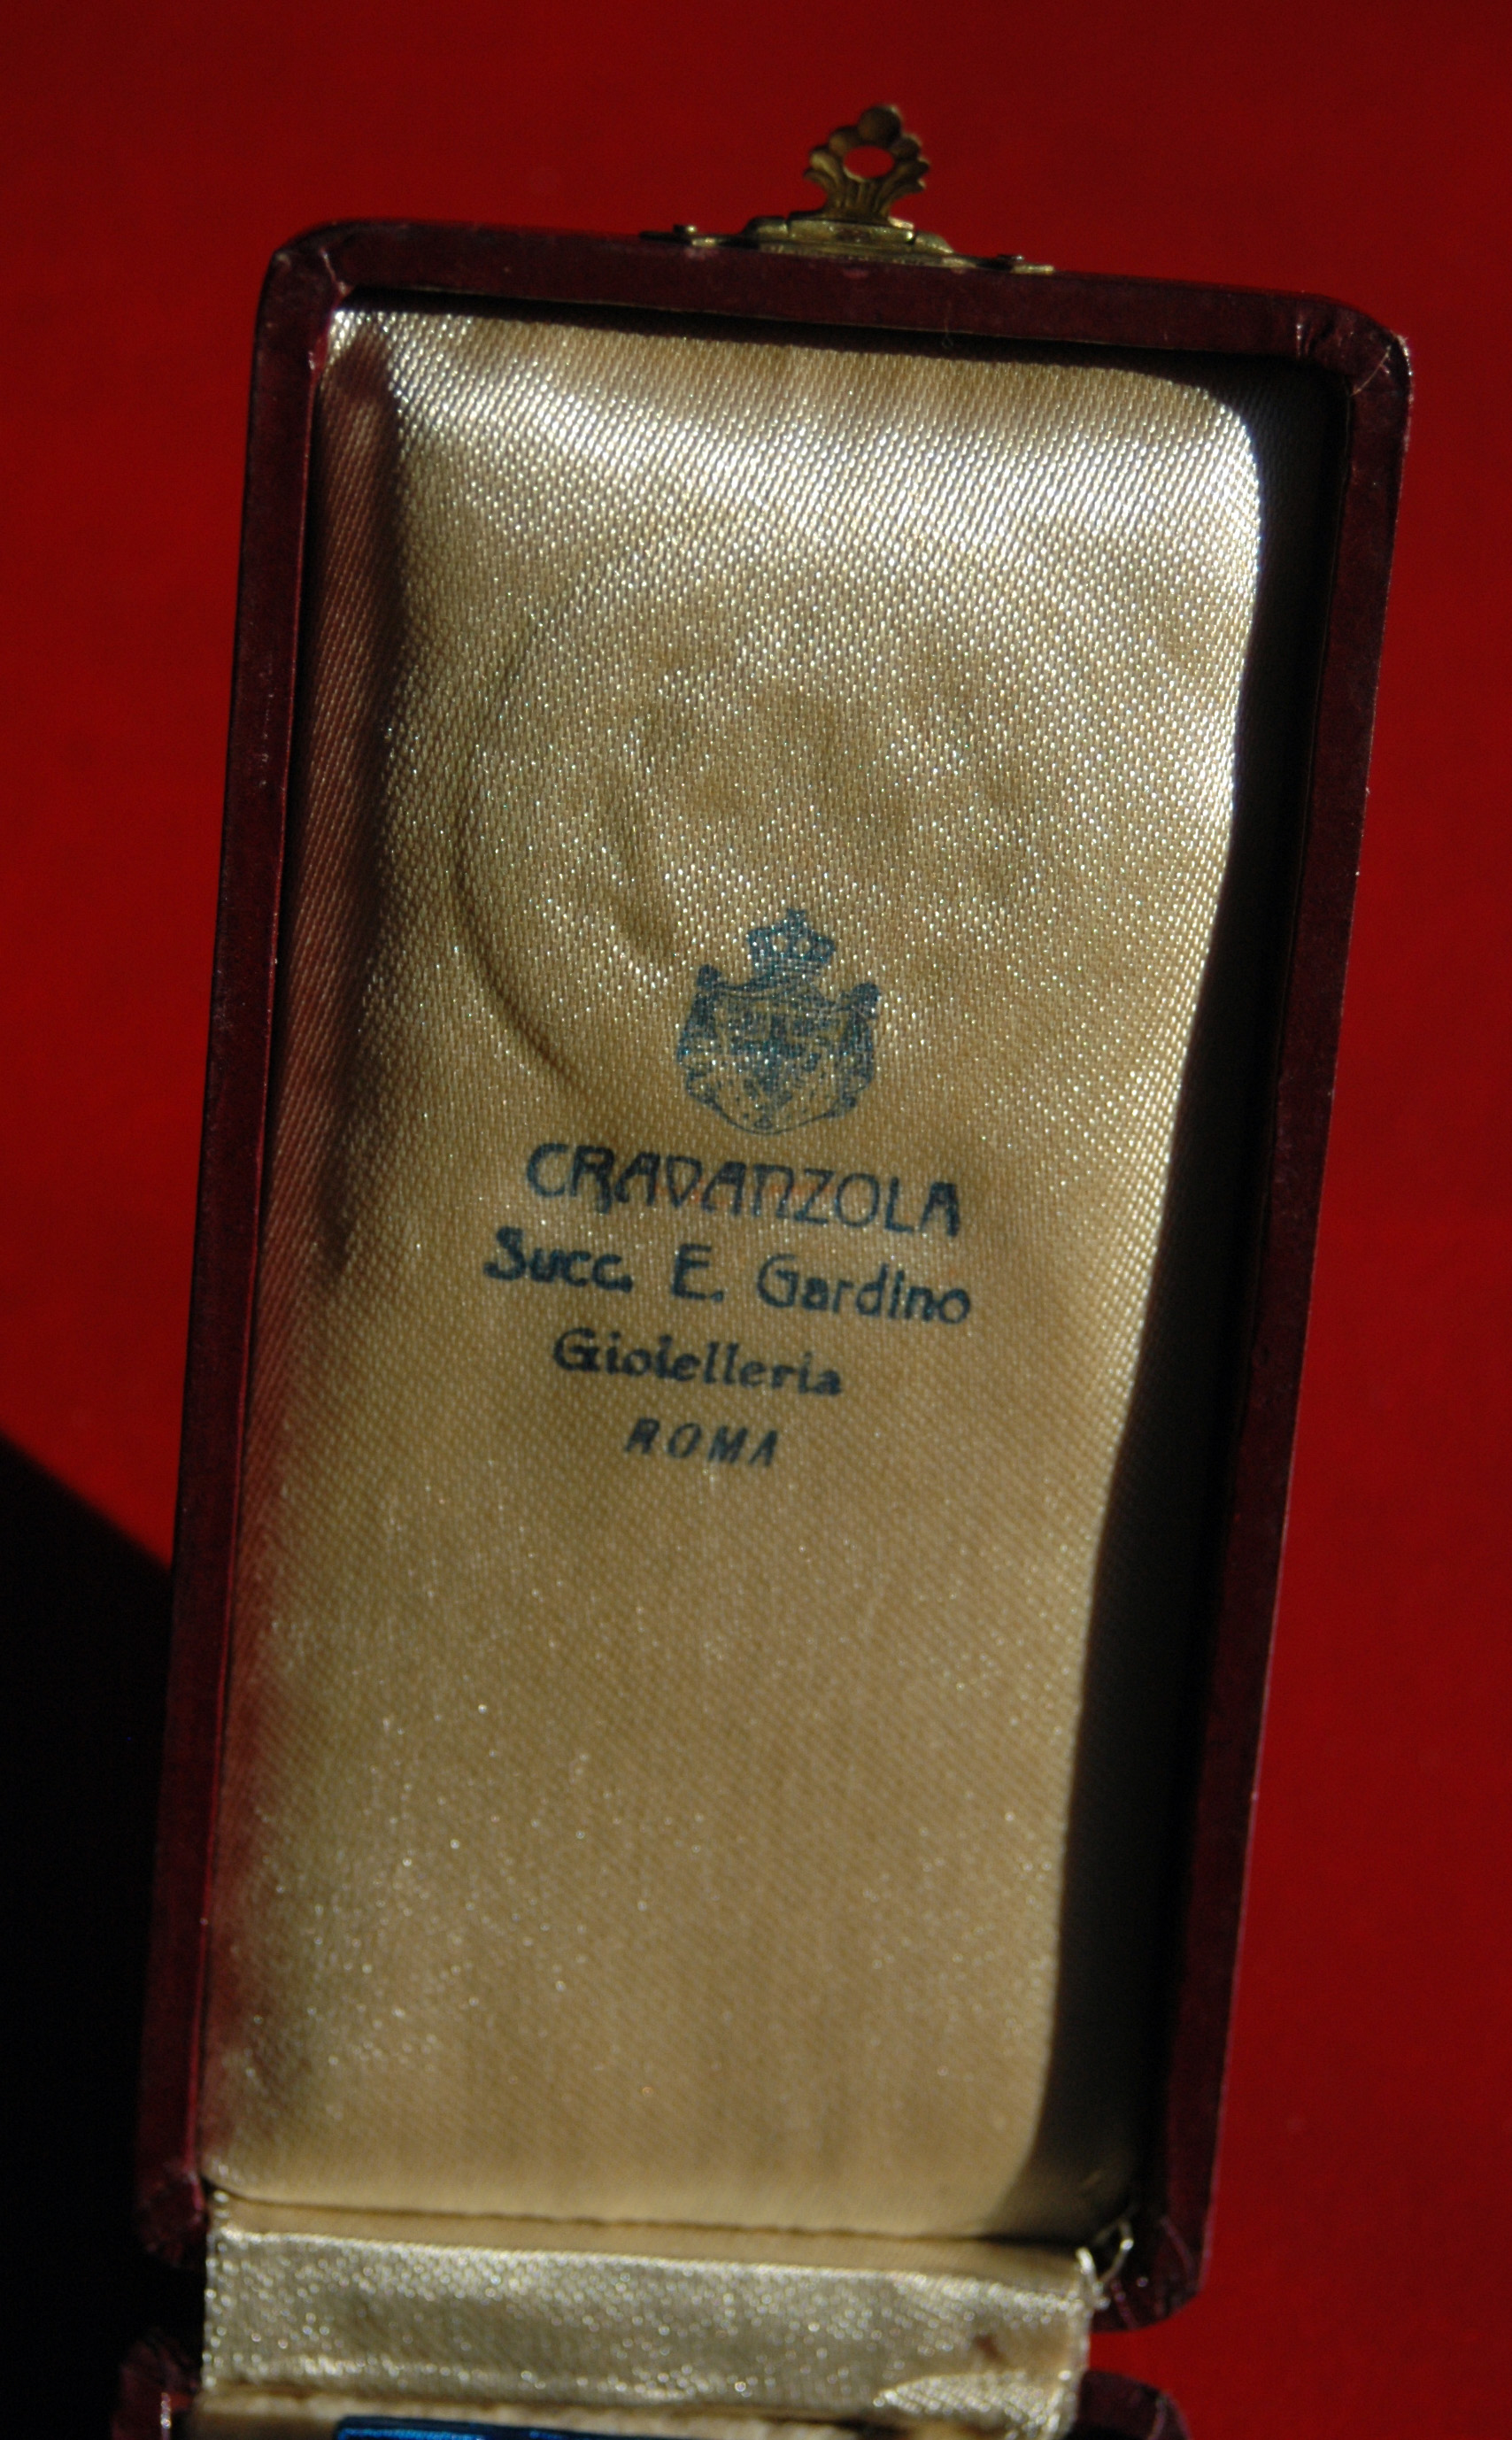 CRAVANZOLA
Succ. E. Gardino
Gioielleria
ROMA